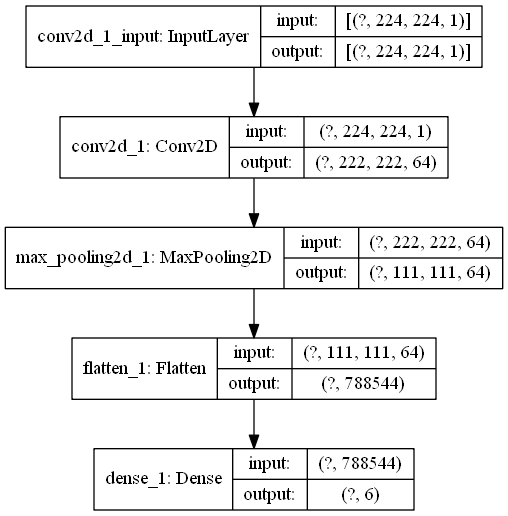 conv2d_1_input: InputLayer
input:
[(?, 224, 224, 1)]
output:
[(?, 224, 224, 1)]
conv2d_1: Conv2D
input:
(?, 224, 224, 1)
output:
(?, 222, 222, 64)
max_pooling2d_1: MaxPooling2D
input:
(?, 222, 222, 64)
output:
(?, 111, 111, 64)
flatten_1: Flatten
input:
(?, 111, 111, 64)
output:
(?, 788544)
dense_1: Dense
input:
(?, 788544)
output:
(?, 6)